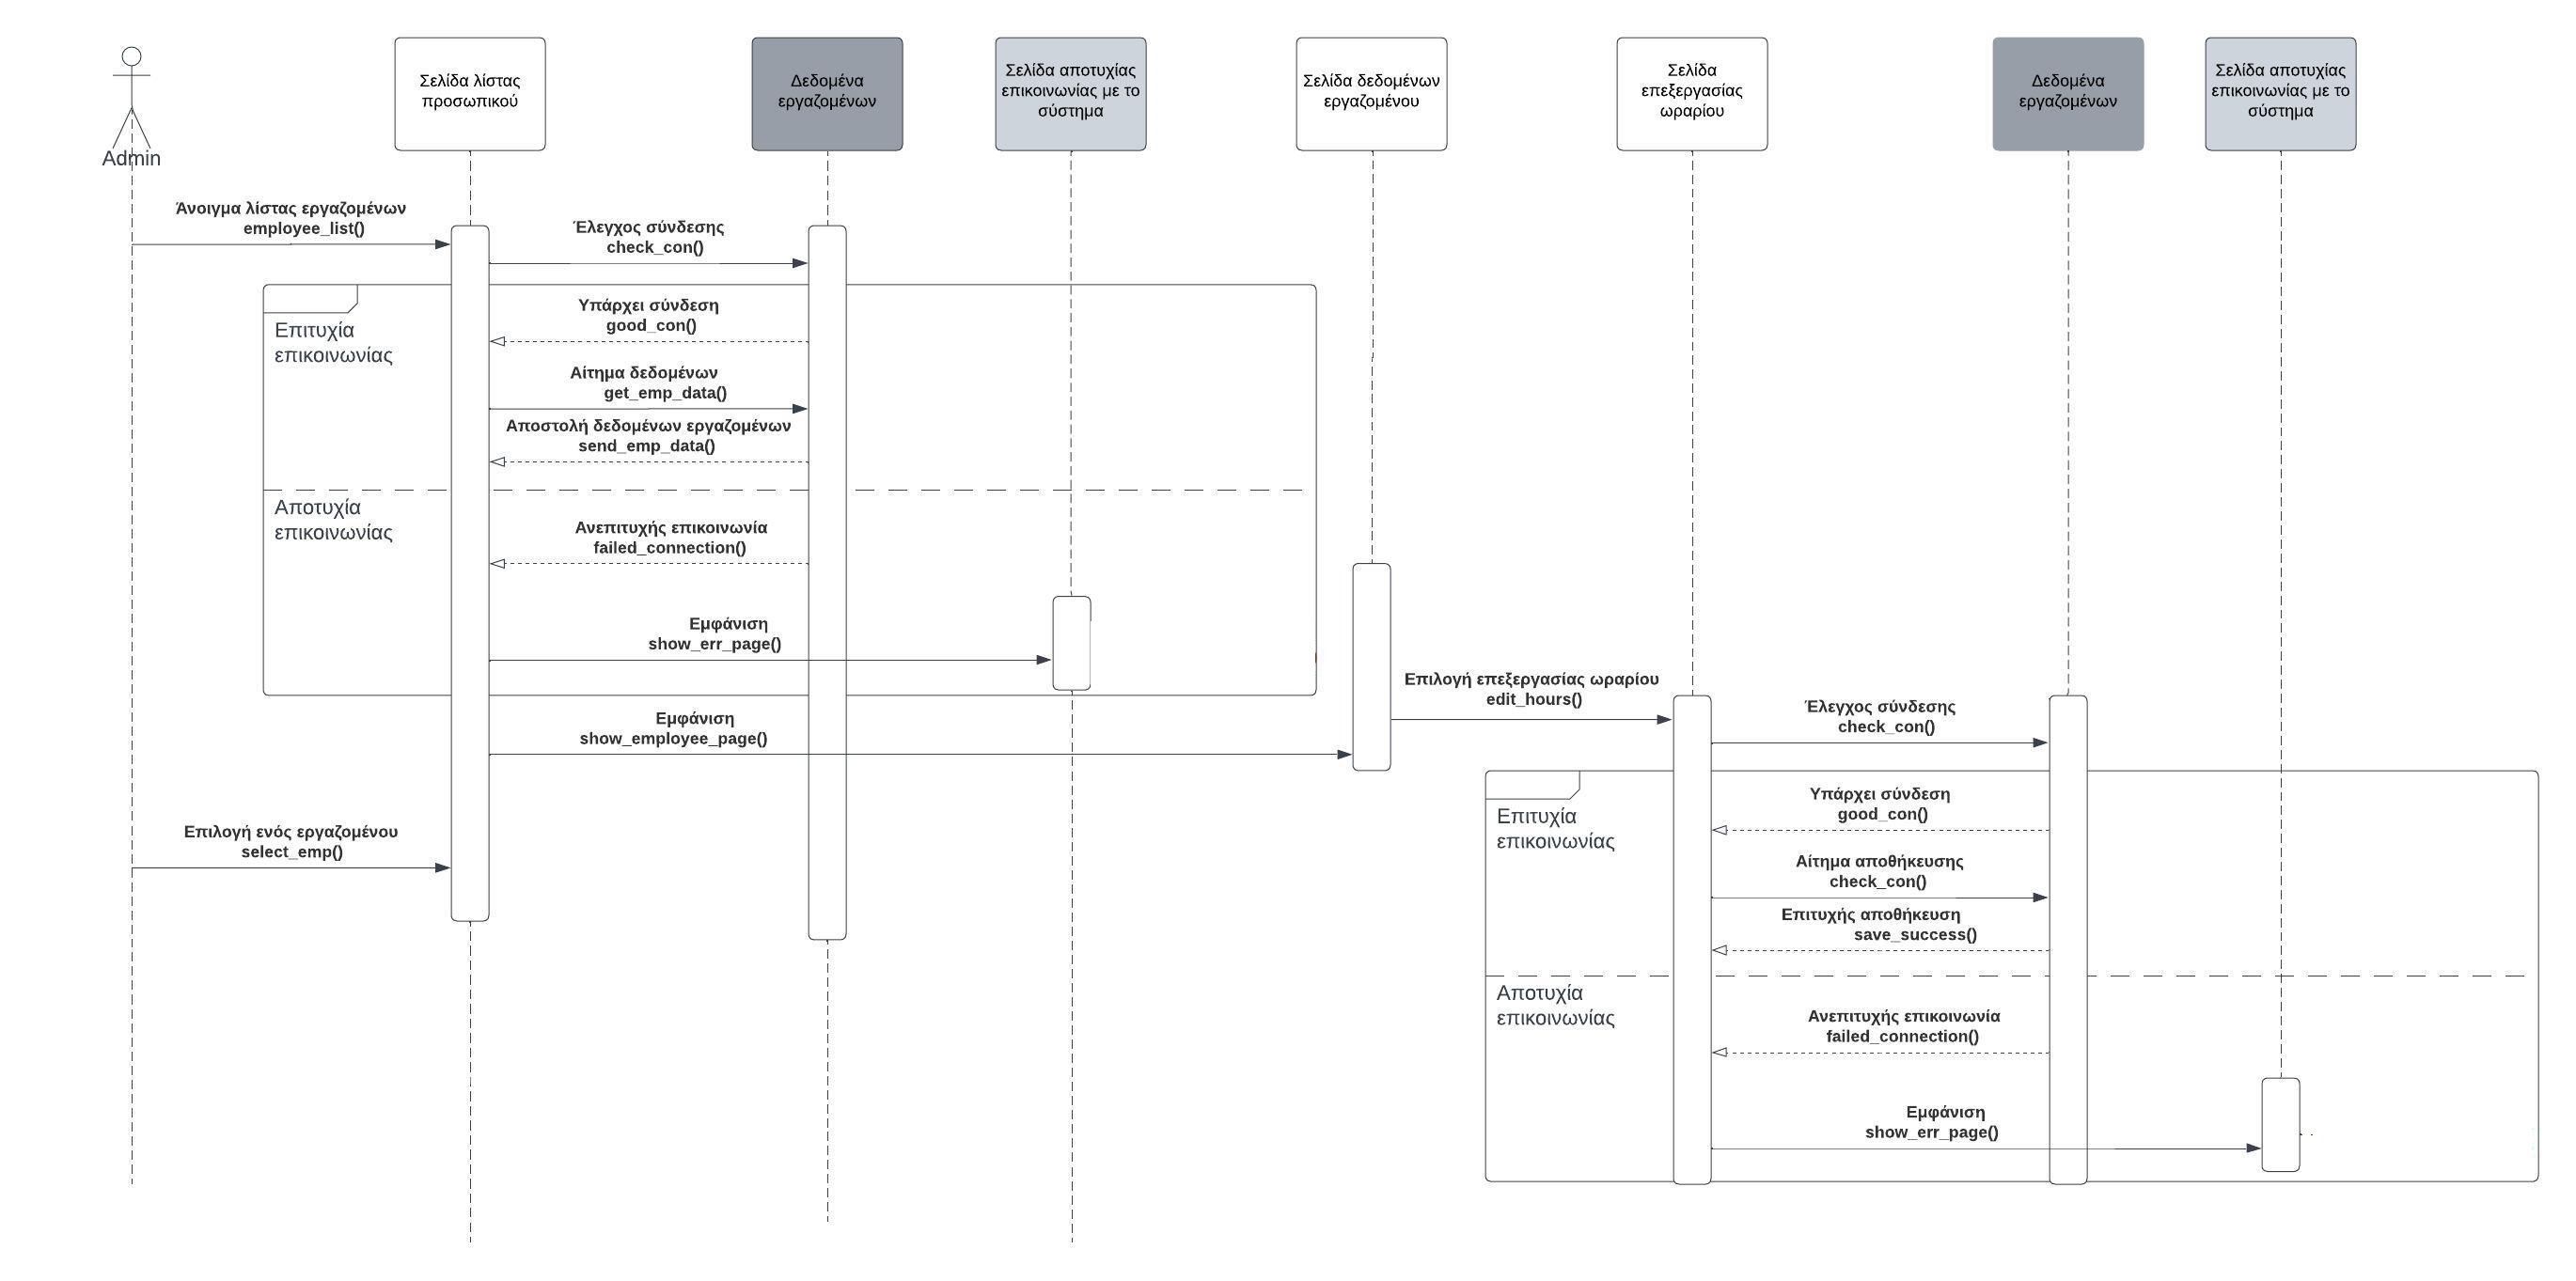 Admin
Σελίδα λίστας
προσωπικού
Δεδομένα
εργαζομένων
Σελίδα αποτυχίας
επικοινωνίας με το
σύστημα
Σελίδα δεδομένων
εργαζομένου
Σελίδα
επεξεργασίας
ωραρίου
Δεδομένα
εργαζομένων
Σελίδα αποτυχίας
επικοινωνίας με το
σύστημα
Άνοιγμα λίστας εργαζομένων
employee_list()
Έλεγχος σύνδεσης
check_con()
Επιτυχία
επικοινωνίας
Υπάρχει σύνδεση
good_con()
Αίτημα δεδομένων
get_emp_data()
Αποστολή δεδομένων εργαζομένων
send_emp_data()
Αποτυχία
επικοινωνίας
Ανεπιτυχής επικοινωνία
failed_connection()
Εμφάνιση
show_err_page()
Εμφάνιση
show_employee_page()
Επιλογή ενός εργαζομένου
select_emp()
Επιλογή επεξεργασίας ωραρίου
edit_hours()
Έλεγχος σύνδεσης
check_con()
Επιτυχία
επικοινωνίας
Υπάρχει σύνδεση
good_con()
Αίτημα αποθήκευσης
check_con()
Επιτυχής αποθήκευση
save_success()
Αποτυχία
επικοινωνίας
Ανεπιτυχής επικοινωνία
failed_connection()
Εμφάνιση
show_err_page()